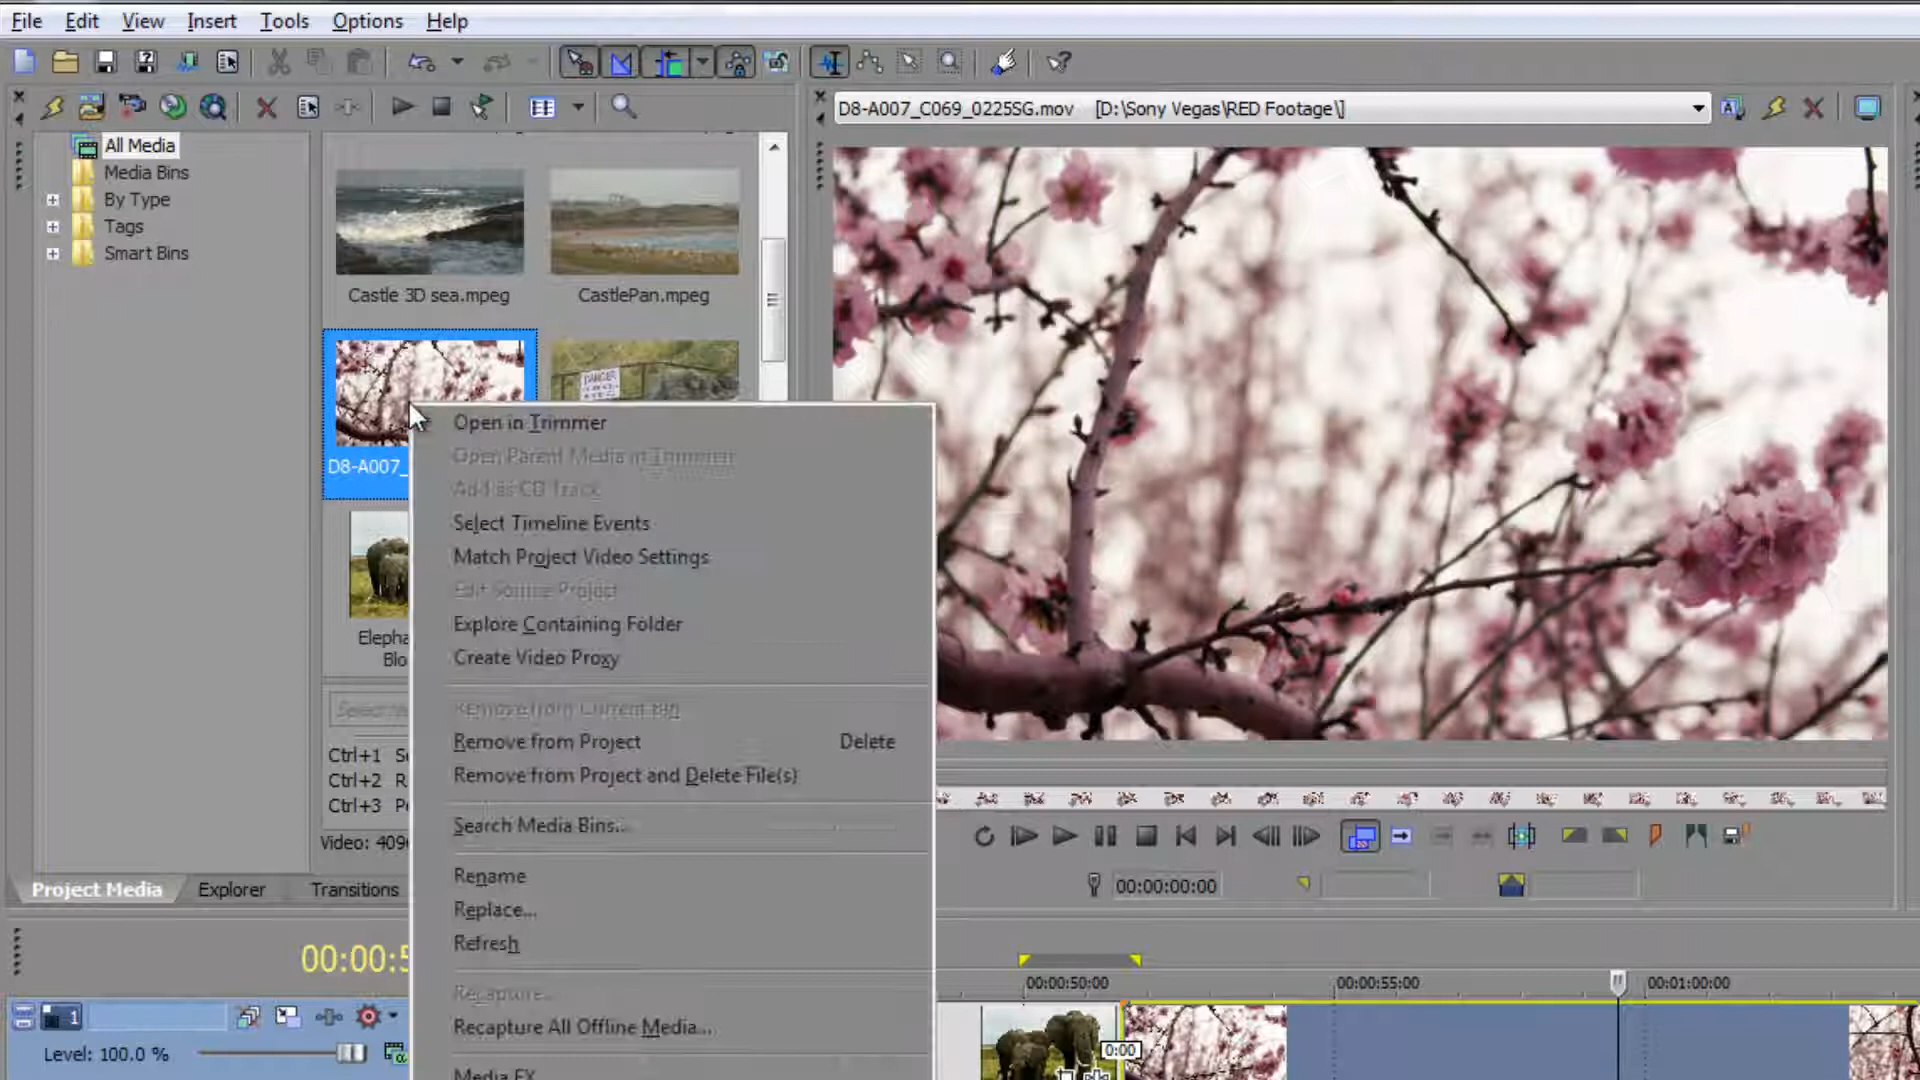 File Edit View Insert Tools Options Help
D8-A007_C069_0225SG.mov [D:\Sony Vegas\RED Footage\]
All Media
Media Bins
By Type
Tags
Smart Bins
Castle 3D sea.mpeg
CastlePan.mpeg
DANGER
D8-A007_
Open in Trimmer
Open Parent Media in Trimmer
Add as CD Track
Select Timeline Events
Match Project Video Settings
Edit Source Project
Explore Containing Folder
Create Video Proxy
Remove from Current Tag
Remove from Project Delete
Remove from Project and Delete File(s)
Search Media Bins...
Rename
Replace...
Refresh
Recapture...
Recapture All Offline Media...
Media FX
Elepha
Blo
Ctrl+1 S
Ctrl+2 R
Ctrl+3 P
Video: 409
Project Media Explorer Transitions
00:00:00:00
00:00:5
00:00:50:00 00:00:55:00 00:01:00:00
1
Level: 100.0 %
0:00